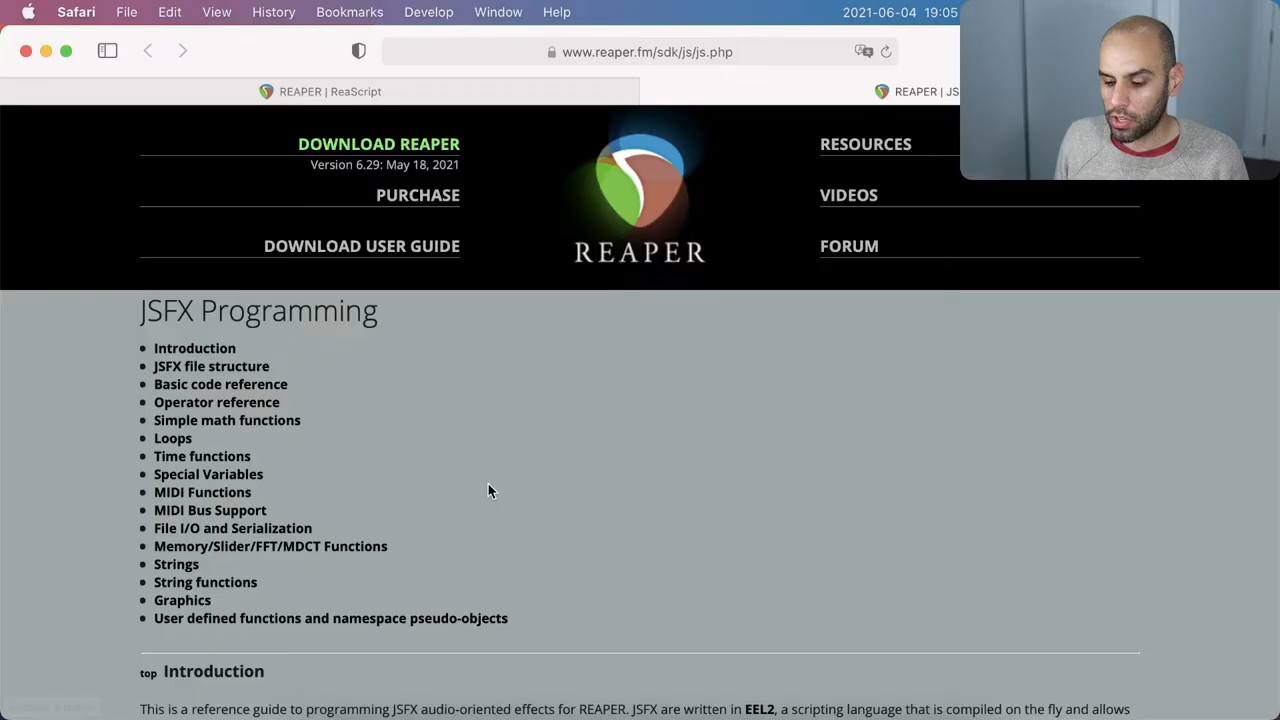 Safari File Edit View History Bookmarks Develop Window Help 2021-06-04 19:05
www.reaper.fm/sdk/js/js.php
REAPER | ReaScript
REAPER | JS
DOWNLOAD REAPER
Version 6.29: May 18, 2021
PURCHASE
DOWNLOAD USER GUIDE
REAPER
RESOURCES
VIDEOS
FORUM
JSFX Programming
• Introduction
• JSFX file structure
• Basic code reference
• Operator reference
• Simple math functions
• Loops
• Time functions
• Special Variables
• MIDI Functions
• MIDI Bus Support
• File I/O and Serialization
• Memory/Slider/FFT/MDCT Functions
• Strings
• String functions
• Graphics
• User defined functions and namespace pseudo-objects
top Introduction
This is a reference guide to programming JSFX audio-oriented effects for REAPER. JSFX are written in EEL2, a scripting language that is compiled on the fly and allows